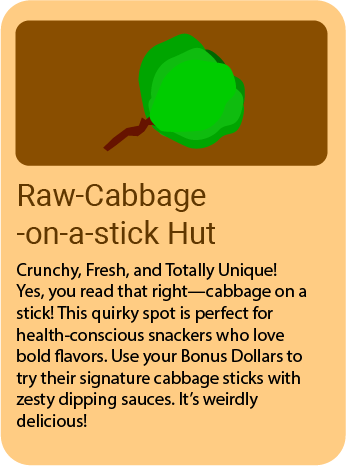 Raw-Cabbage
-on-a-stick Hut
Crunchy, Fresh, and Totally Unique!
Yes, you read that right—cabbage on a
stick! This quirky spot is perfect for
health-conscious snackers who love
bold flavors. Use your Bonus Dollars to
try their signature cabbage sticks with
zesty dipping sauces. It’s weirdly
delicious!